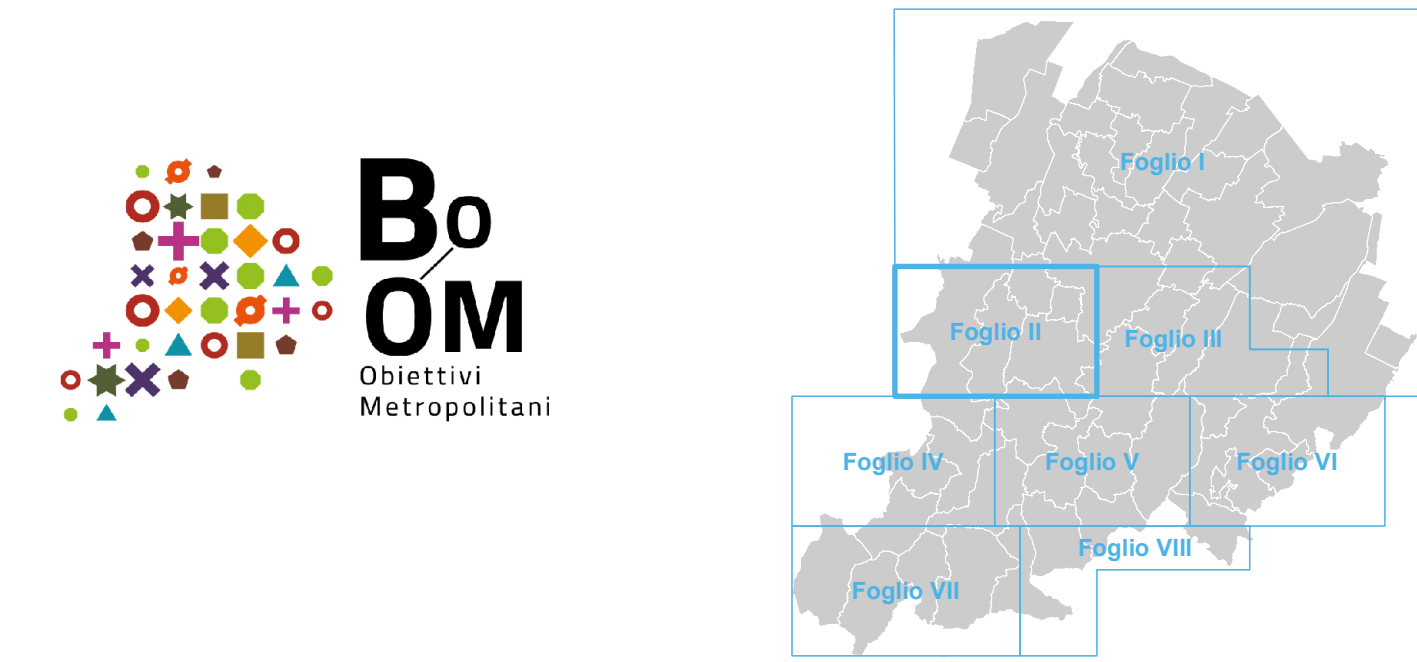 Bo
OM
Obiettivi
Metropolitani
Foglio I
Foglio II
Foglio III
Foglio IV
Foglio V
Foglio VI
Foglio VII
Foglio VIII